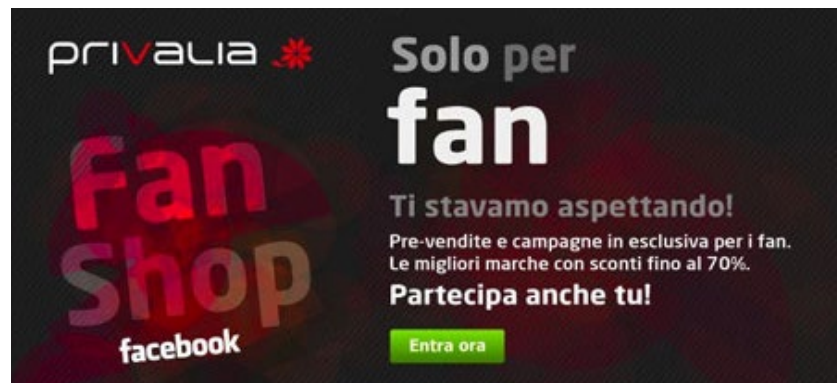 privalia
Fan
Shop
facebook
Solo per
fan
Ti stavamo aspettando!
Pre-vendite e campagne in esclusiva per i fan.
Le migliori marche con sconti fino al 70%.
Partecipa anche tu!
Entra ora